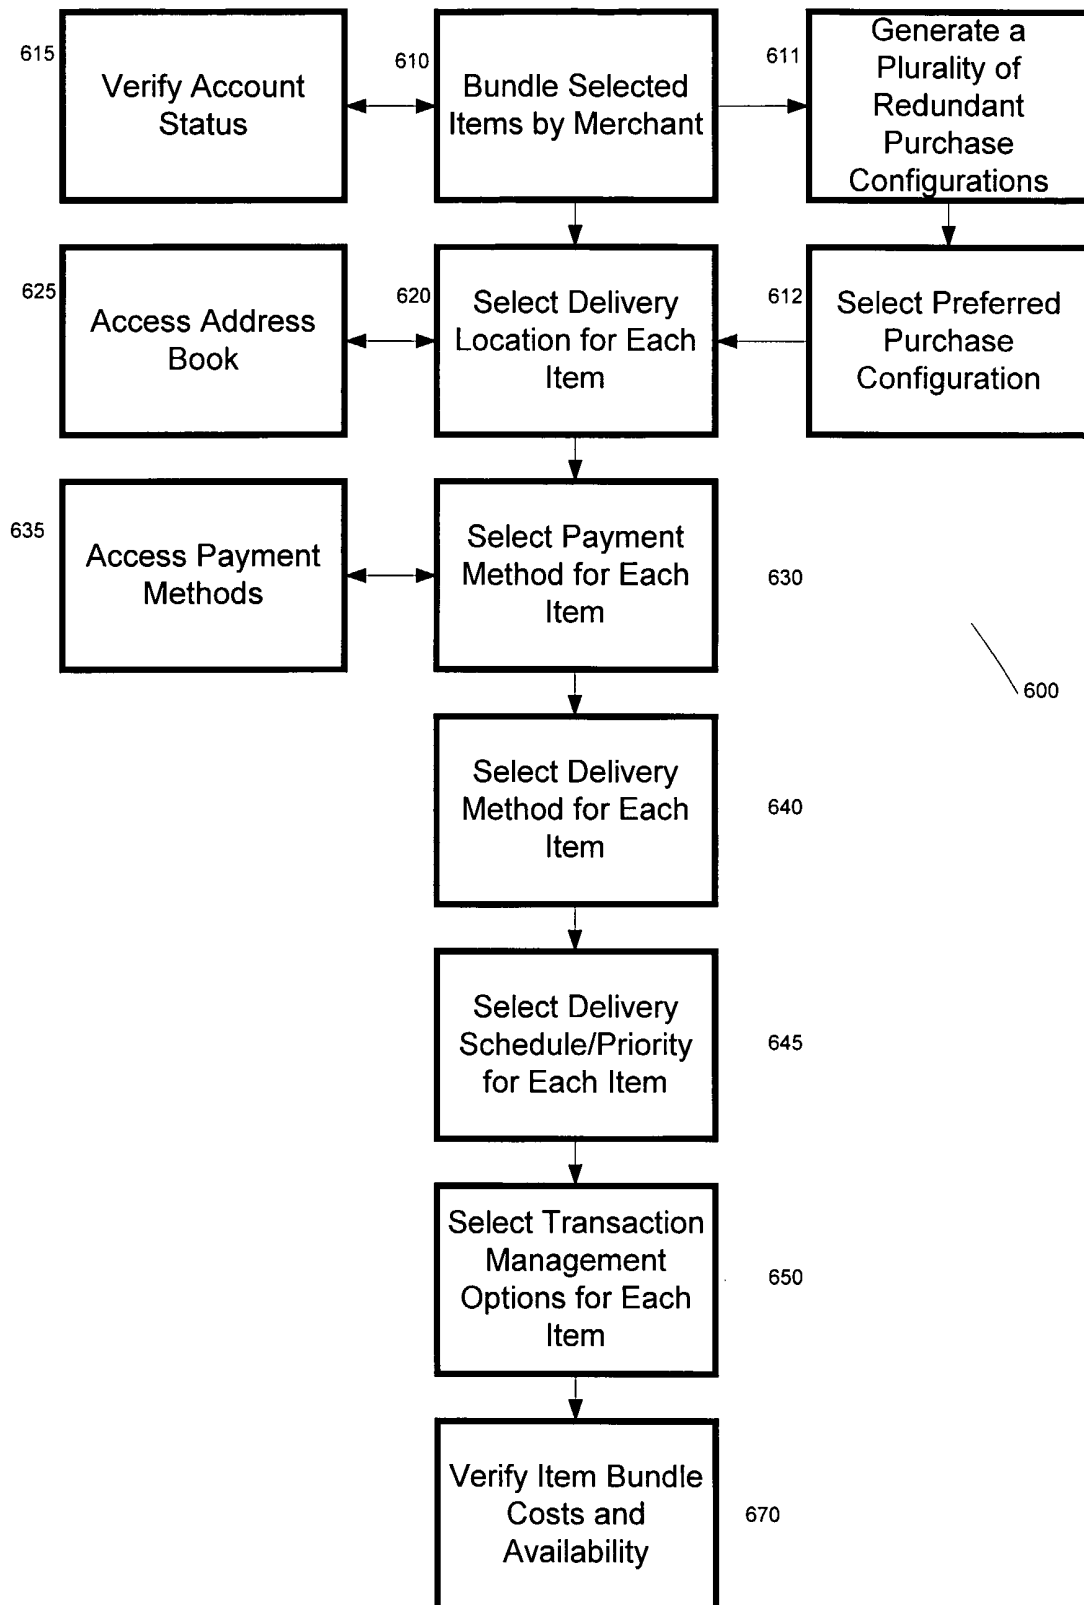 615
Verify Account
Status
610
Bundle Selected
Items by Merchant
611
Generate a
Plurality of
Redundant
Purchase
Configurations
625
Access Address
Book
620
Select Delivery
Location for Each
Item
612
Select Preferred
Purchase
Configuration
635
Access Payment
Methods
Select Payment
Method for Each
Item
630
600
Select Delivery
Method for Each
Item
640
Select Delivery
Schedule/Priority
for Each Item
645
Select Transaction
Management
Options for Each
Item
650
Verify Item Bundle
Costs and
Availability
670